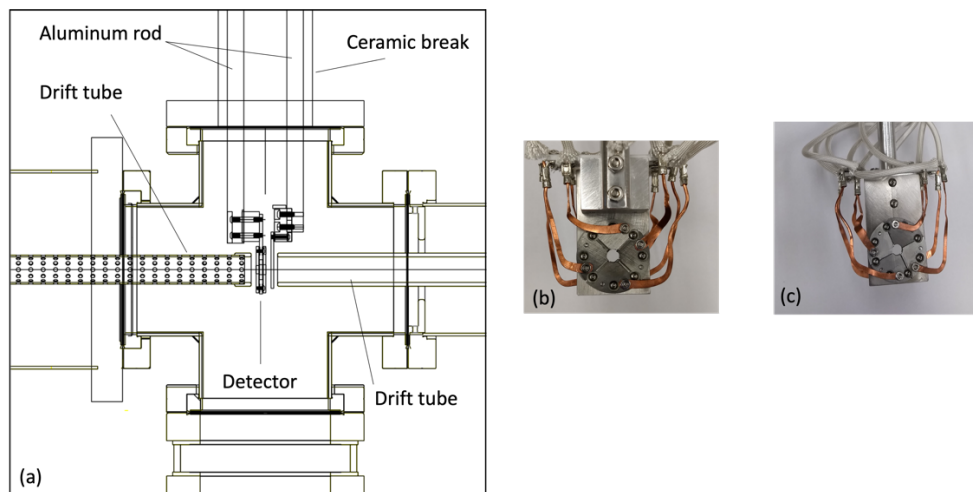 Aluminum rod
Ceramic break
Drift tube
Detector
Drift tube
(a)
(b)
(c)